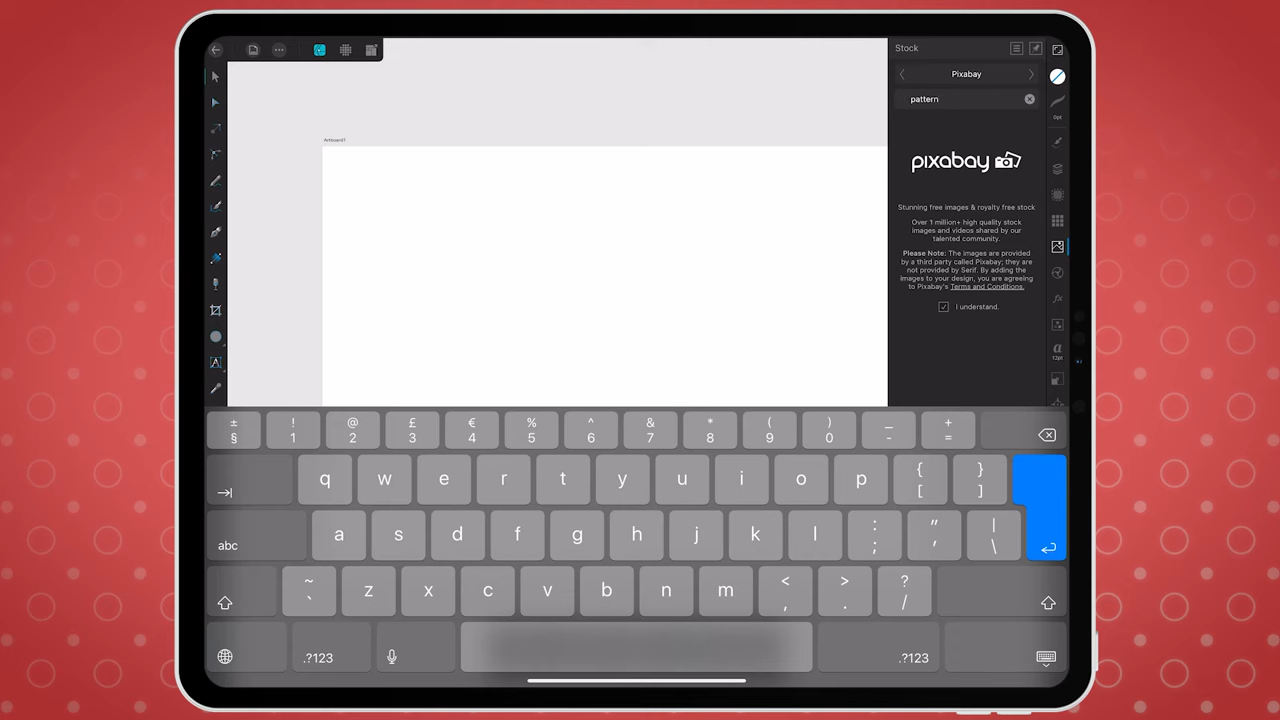 Stock
Pixabay
pattern
0pt
Artboard1
pixabay
Stunning free images & royalty free stock
Over 1 million+ high quality stock
images and videos shared by our
talented community.
Please Note: The images are provided
by a third party called Pixabay; they are
not provided by Serif. By adding the
images to your design, you are agreeing
to Pixabay's Terms and Conditions.
I understand.
fx
A
a
12pt
± ! @ £ € % ^ & * ( ) _ +
§ 1 2 3 4 5 6 7 8 9 0 - =
q w e r t y u i o p { }
[ ]
abc a s d f g h j k l : " |
; ' \
~ z x c v b n m < > ?
` , . /
.?123 .?123